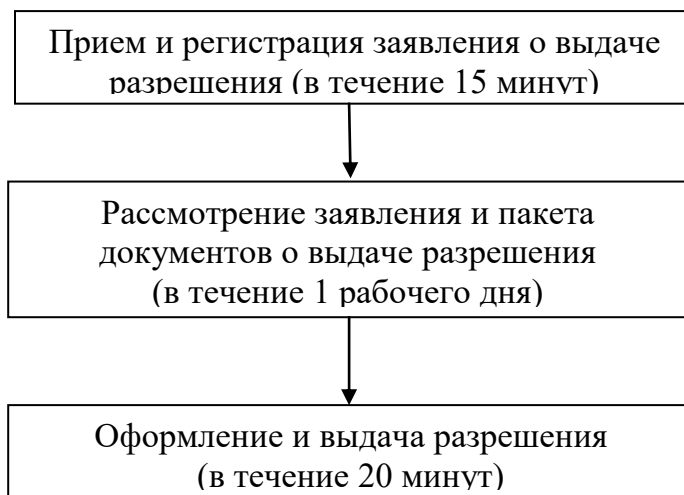 Прием и регистрация заявления о выдаче
разрешения (в течение 15 минут)
Рассмотрение заявления и пакета
документов о выдаче разрешения
(в течение 1 рабочего дня)
Оформление и выдача разрешения
(в течение 20 минут)